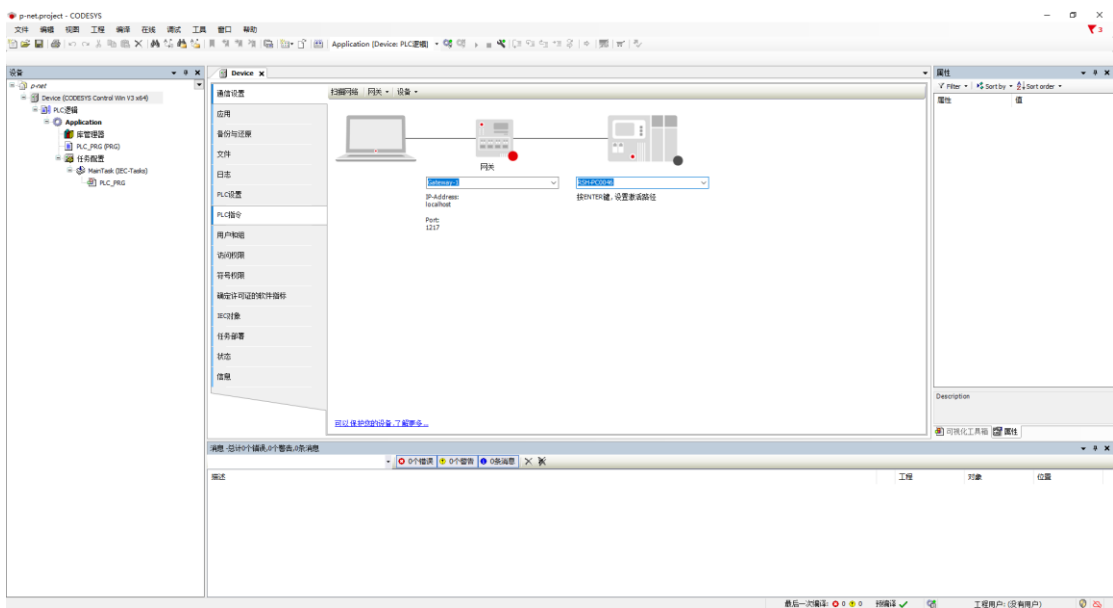 p-net.project - CODESYS
文件 编辑 视图 工程 编译 在线 调试 工具 窗口 帮助
3
Application [Device: PLC逻辑]
设备
p-net
Device (CODESYS Control Win V3 x64)
PLC逻辑
Application
库管理器
PLC_PRG (PRG)
任务配置
MainTask (IEC-Tasks)
PLC_PRG
Device
通信设置
应用
备份与还原
文件
日志
PLC设置
PLC指令
用户和组
访问权限
符号权限
确定许可证的软件指标
IEC对象
任务部署
状态
信息
扫描网络 网关 设备
网关
Gateway-1
IP-Address:
localhost
Port:
1217
按ENTER键，设置激活路径
可以保护您的设备.了解更多...
属性
Filter Sort by Sort order
属性 值
Description
可视化工具箱 属性
消息 -总计0个错误,0个警告,0条消息
0个错误 0个警告 0条消息
描述 工程 对象 位置
最后一次编译: 0 0 预编译 工程用户: (没有用户)